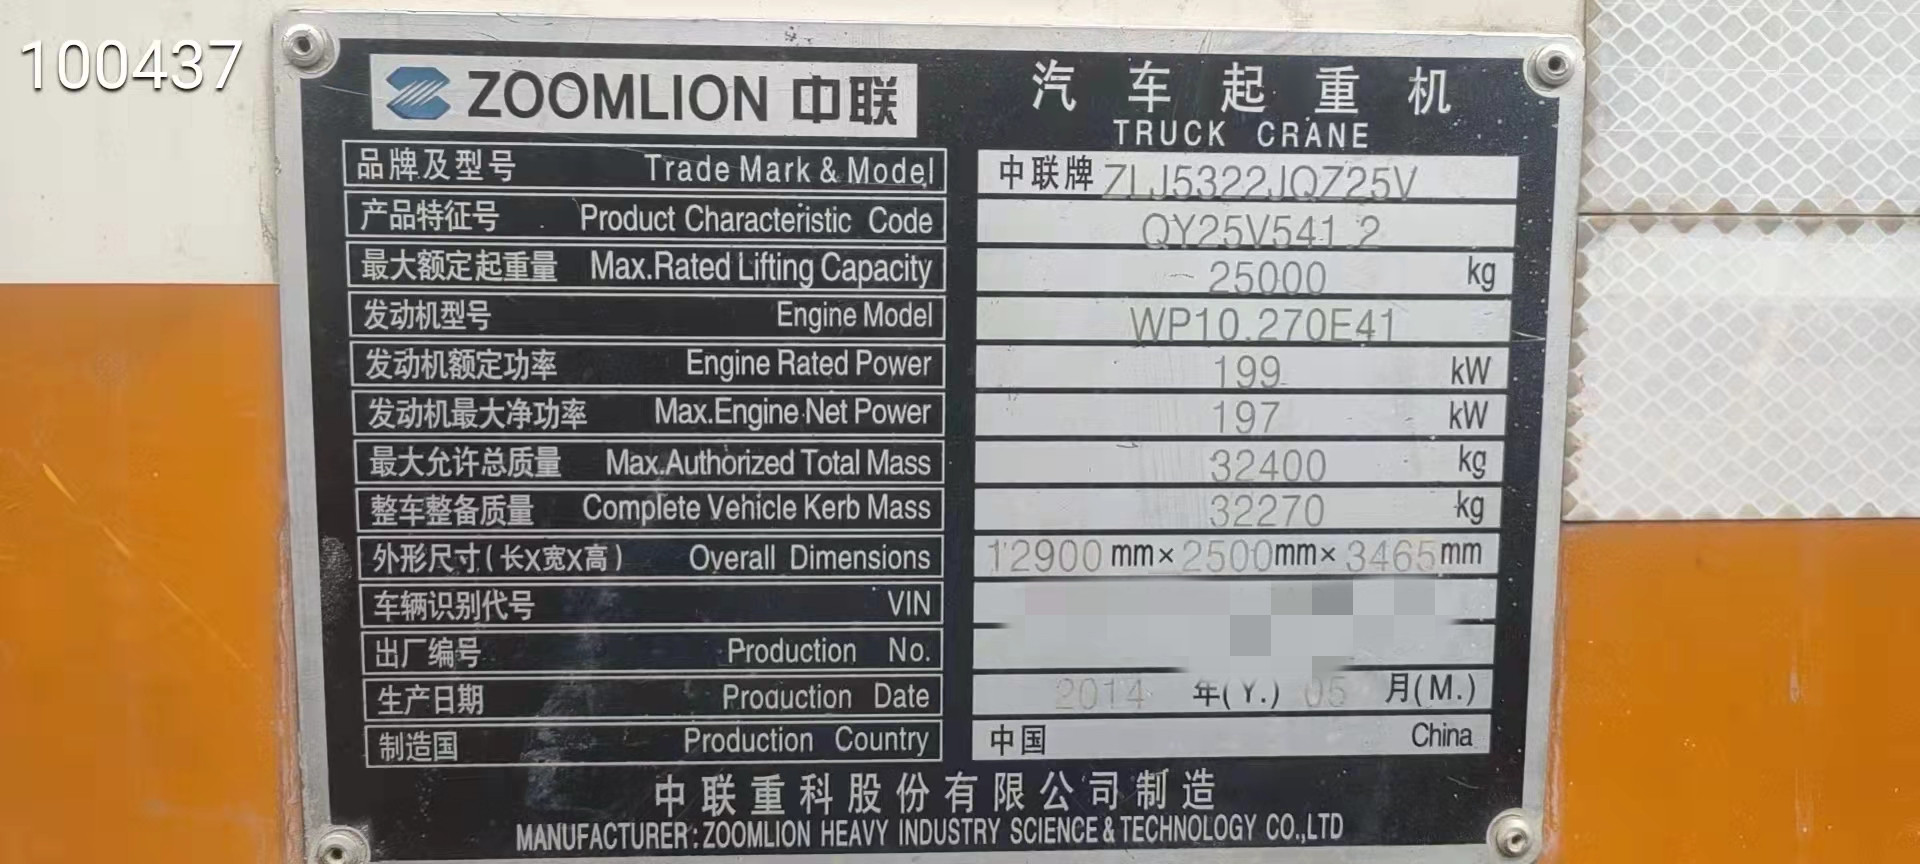 100437
ZOOMLION 中联
汽车起重机
TRUCK CRANE
品牌及型号 Trade Mark & Model 中联牌 ZLJ5322JQZ25V
产品特征号 Product Characteristic Code QY25V541.2
最大额定起重量 Max.Rated Lifting Capacity 25000 kg
发动机型号 Engine Model WP10.270E41
发动机额定功率 Engine Rated Power 199 kW
发动机最大净功率 Max.Engine Net Power 197 kW
最大允许总质量 Max.Authorized Total Mass 32400 kg
整车整备质量 Complete Vehicle Kerb Mass 32270 kg
外形尺寸(长X宽X高) Overall Dimensions 12900 mm× 2500mm× 3465mm
车辆识别代号 VIN
出厂编号 Production No.
生产日期 Production Date 2014 年(Y.) 05 月(M.)
制造国 Production Country 中国 China
中联重科股份有限公司制造
MANUFACTURER:ZOOMLION HEAVY INDUSTRY SCIENCE&TECHNOLOGY CO.,LTD